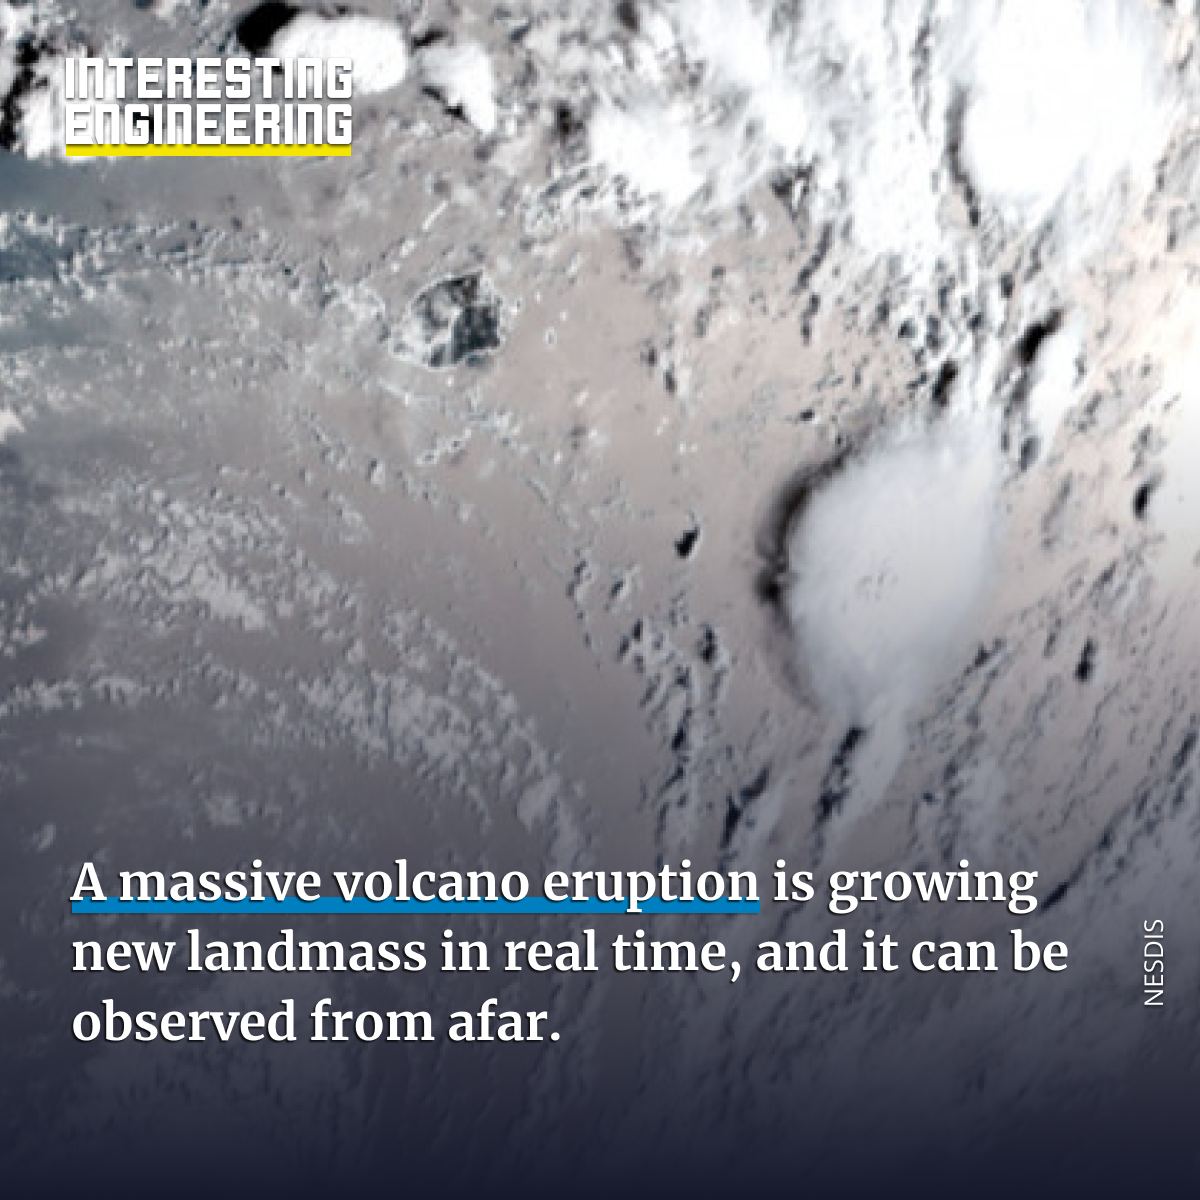 INTERESTING
ENGINEERING
A massive volcano eruption is growing
new landmass in real time, and it can be
observed from afar.
NESDIS